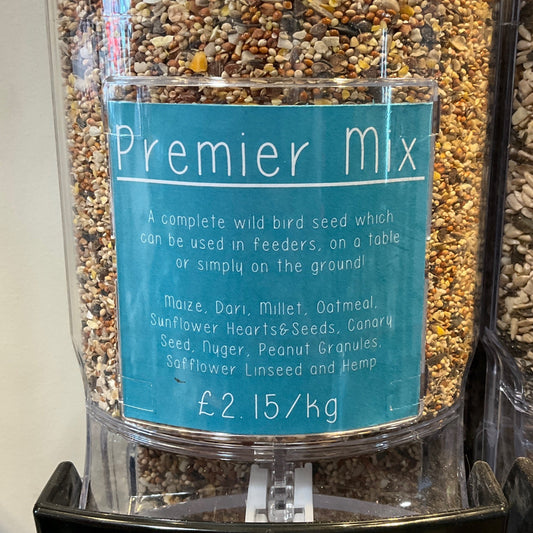 Premier Mix
A complete wild bird seed which
can be used in feeders, on a table
or simply on the ground!
Maize, Dari, Millet, Oatmeal,
Sunflower Hearts&Seeds, Canary
Seed, Nyger, Peanut Granules,
Safflower Linseed and Hemp
£2.15/kg